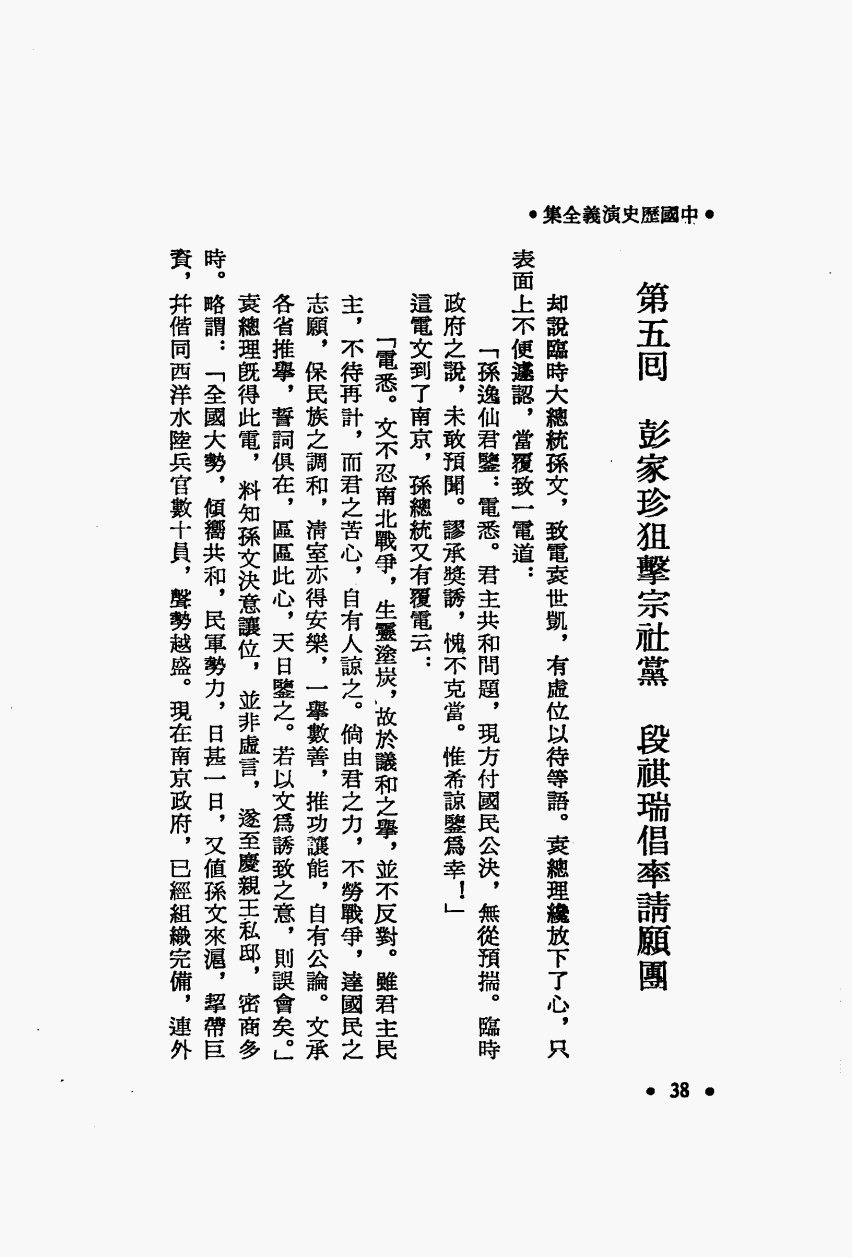 •中國歷史演義全集•
第五回　彭家珍狙擊宗社黨　段祺瑞倡率請願團
却說臨時大總統孫文，致電袁世凱，有虛位以待等語。袁總理纔放下了心，只
表面上不便遽認，當覆致一電道：
「孫逸仙君鑒：電悉。君主共和問題，現方付國民公決，無從預揣。臨時
政府之說，未敢預聞。謬承獎誘，愧不克當。惟希諒鑒爲幸！」
這電文到了南京，孫總統又有覆電云：
「電悉。文不忍南北戰爭，生靈塗炭，故於議和之舉，並不反對。雖君主民
主，不待再計，而君之苦心，自有人諒之。倘由君之力，不勞戰爭，達國民之
志願，保民族之調和，清室亦得安樂，一舉數善，推功讓能，自有公論。文承
各省推舉，誓詞俱在，區區此心，天日鑒之。若以文爲誘致之意，則誤會矣。」
袁總理旣得此電，料知孫文決意讓位，並非虛言，遂至慶親王私邸，密商多
時。略謂：「全國大勢，傾嚮共和，民軍勢力，日甚一日，又値孫文來滬，挈帶巨
資，幷偕同西洋水陸兵官數十員，聲勢越盛。現在南京政府，已經組織完備，連外
•38•